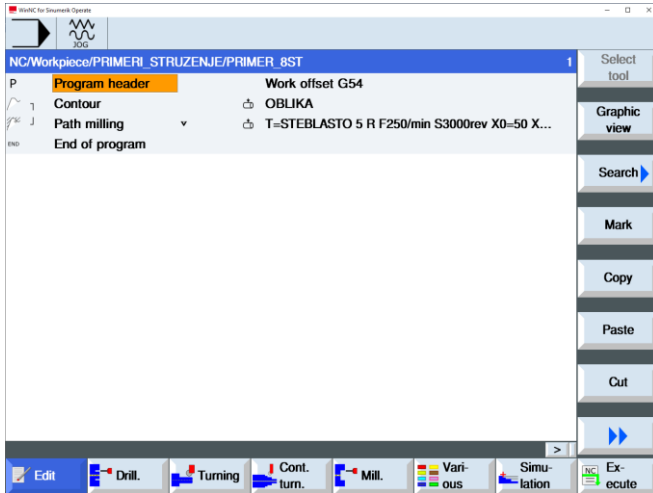 WinNC for Sinumerik Operate
JOG
NC/Workpiece/PRIMERI_STRUZENJE/PRIMER_8ST 1
P Program header Work offset G54
Contour OBLIKA
Path milling v T=STEBLASTO 5 R F250/min S3000rev X0=50 X...
END End of program
Select
tool
Graphic
view
Search
Mark
Copy
Paste
Cut
>
Edit
Drill.
Turning
Cont.
turn.
Mill.
Vari-
ous
Simu-
lation
NC Ex-
ecute